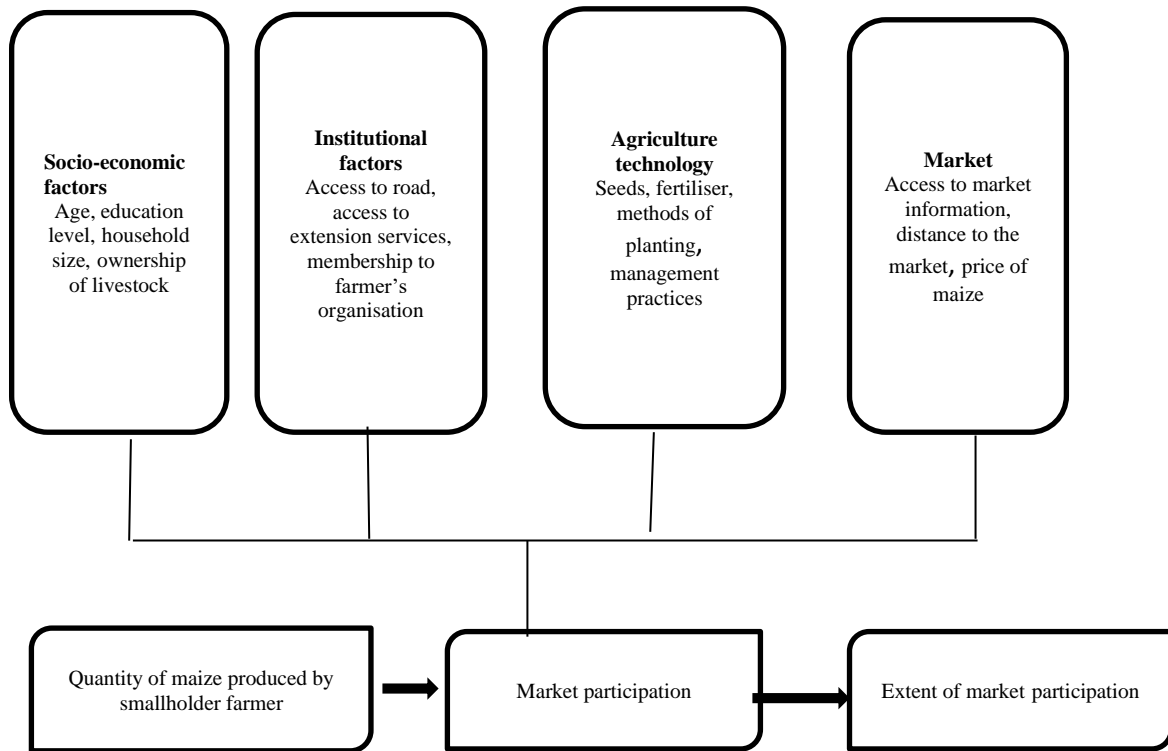 Socio-economic
factors
Age, education
level, household
size, ownership
of livestock
Institutional
factors
Access to road,
access to
extension services,
membership to
farmer’s
organisation
Agriculture
technology
Seeds, fertiliser,
methods of
planting,
management
practices
Market
Access to market
information,
distance to the
market, price of
maize
Quantity of maize produced by
smallholder farmer
Market participation
Extent of market participation